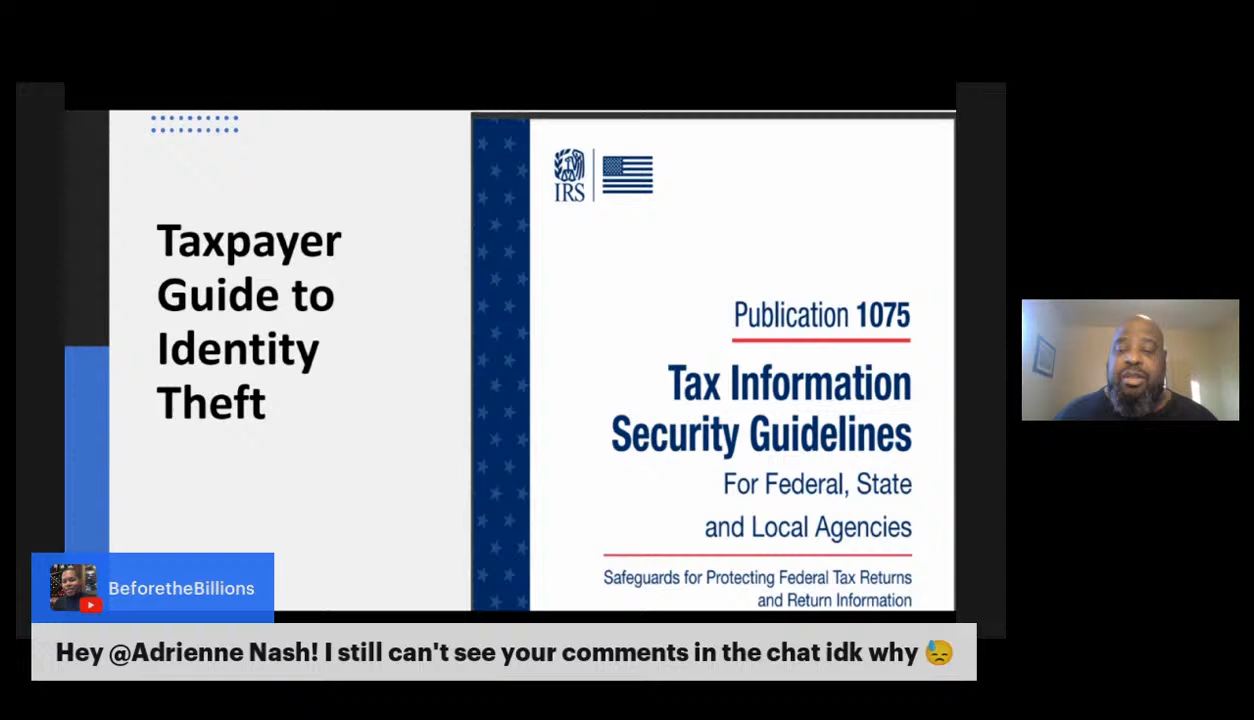 Taxpayer
Guide to
Identity
Theft
IRS
Publication 1075
Tax Information
Security Guidelines
For Federal, State
and Local Agencies
Safeguards for Protecting Federal Tax Returns
and Return Information
BeforetheBillions
Hey @Adrienne Nash! I still can't see your comments in the chat idk why 😓